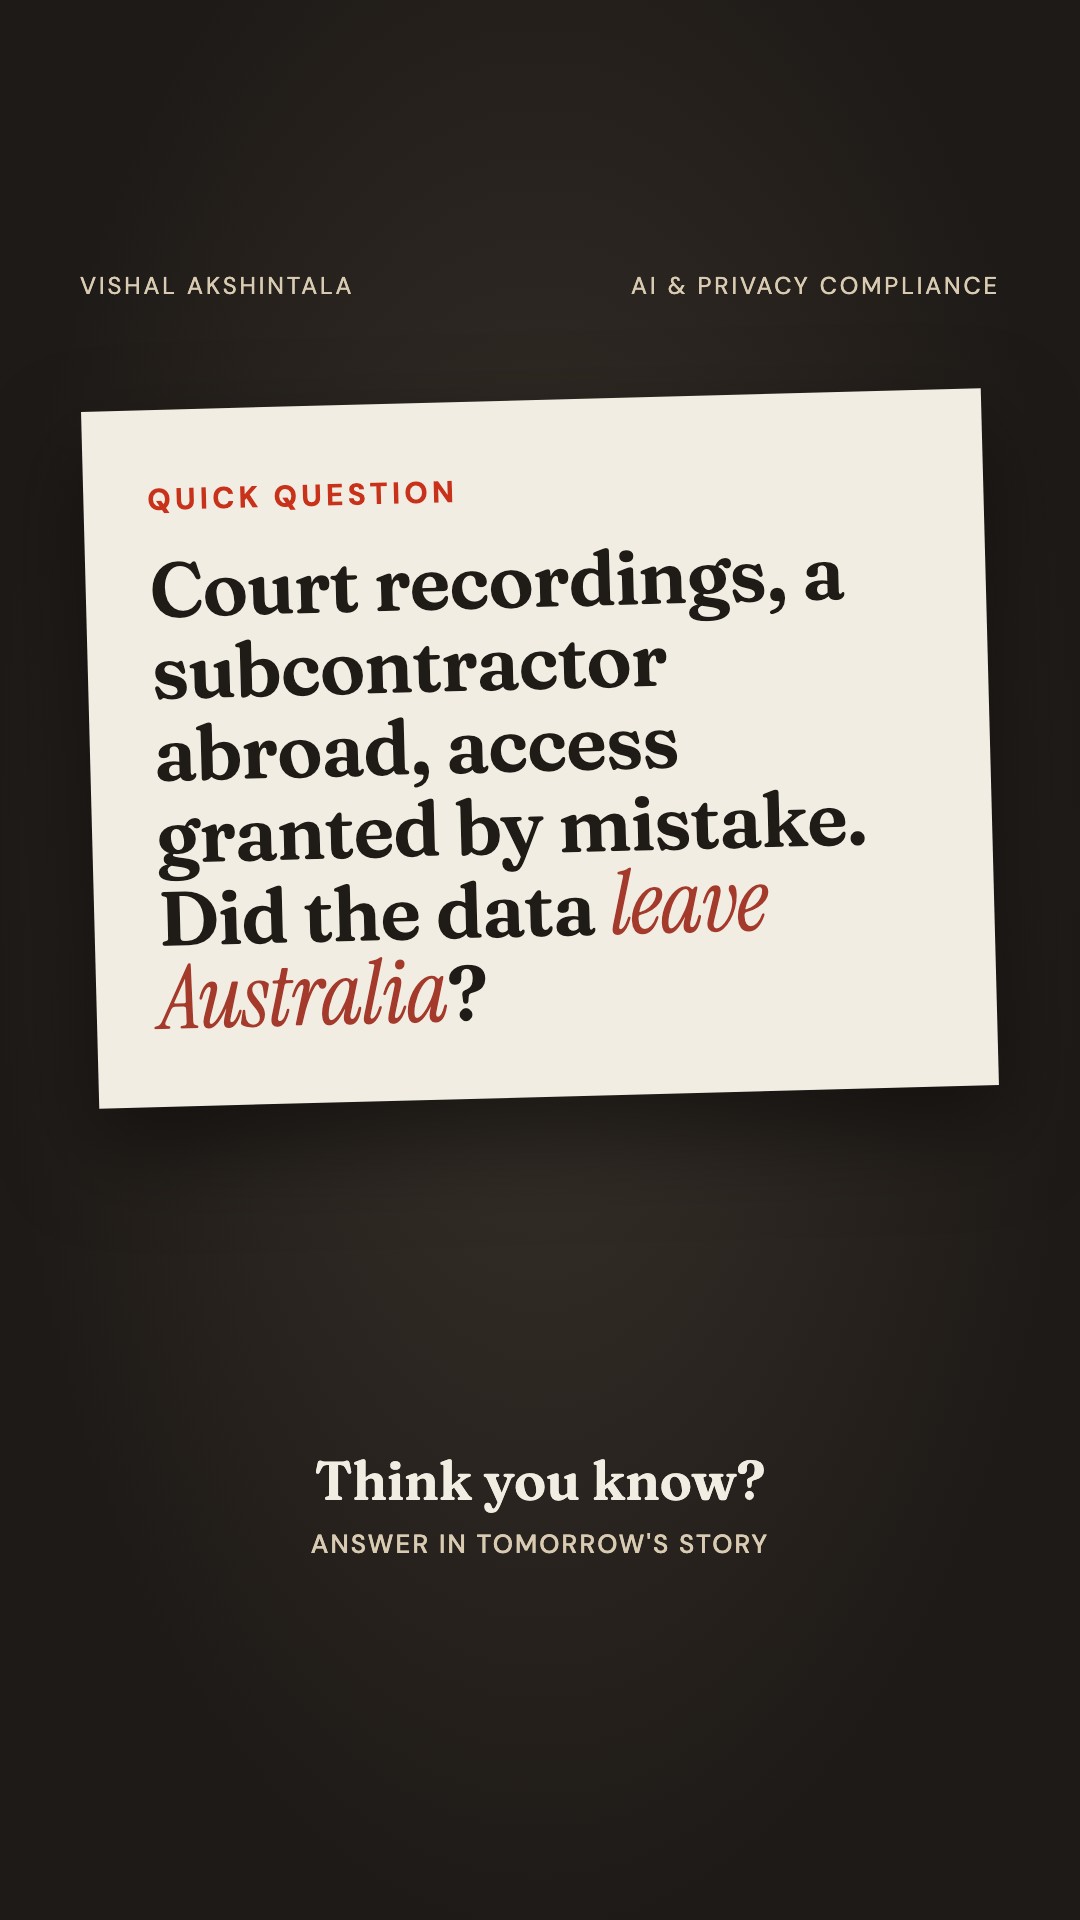 VISHAL AKSHINTALA
AI & PRIVACY COMPLIANCE
QUICK QUESTION
Court recordings, a
subcontractor
abroad, access
granted by mistake.
Did the data leave
Australia?
Think you know?
ANSWER IN TOMORROW'S STORY